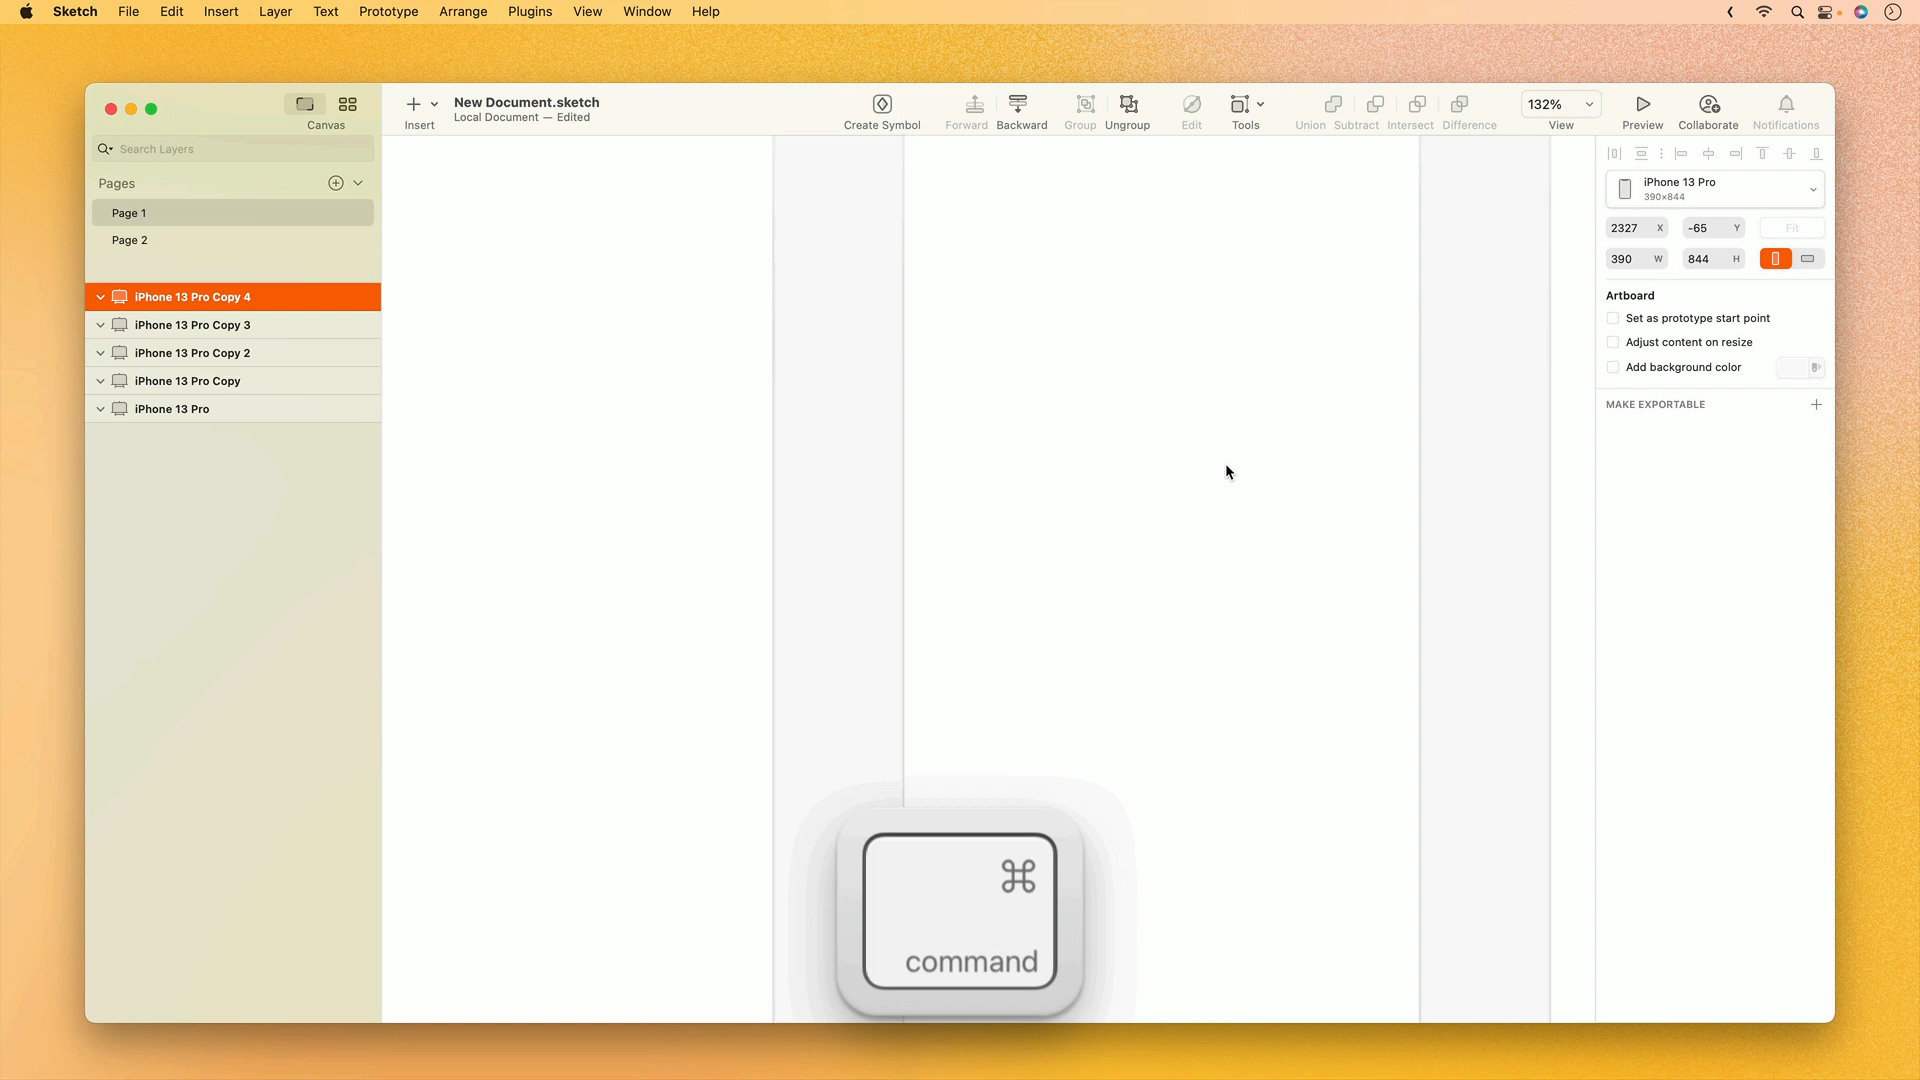 Sketch File Edit Insert Layer Text Prototype Arrange Plugins View Window Help
Canvas
Insert
New Document.sketch
Local Document — Edited
Create Symbol
Forward
Backward
Group
Ungroup
Edit
Tools
Union
Subtract
Intersect
Difference
132%
View
Preview
Collaborate
Notifications
Search Layers
Pages
Page 1
Page 2
iPhone 13 Pro Copy 4
iPhone 13 Pro Copy 3
iPhone 13 Pro Copy 2
iPhone 13 Pro Copy
iPhone 13 Pro
iPhone 13 Pro
390×844
2327 X -65 Y Fit
390 W 844 H
Artboard
Set as prototype start point
Adjust content on resize
Add background color
MAKE EXPORTABLE
⌘
command